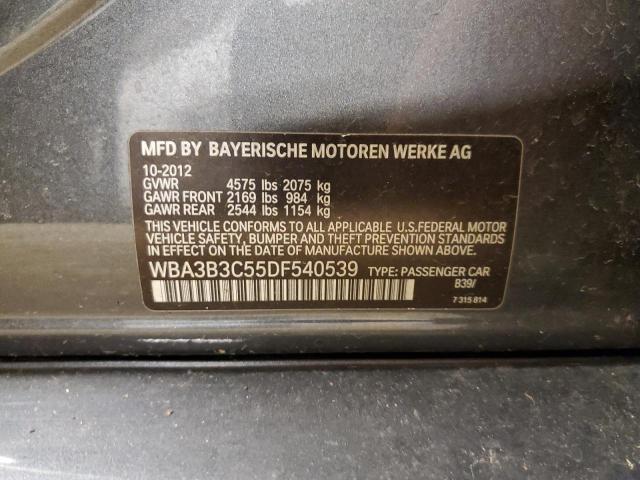 MFD BY BAYERISCHE MOTOREN WERKE AG
10-2012
GVWR 4575 lbs 2075 kg
GAWR FRONT 2169 lbs 984 kg
GAWR REAR 2544 lbs 1154 kg
THIS VEHICLE CONFORMS TO ALL APPLICABLE U.S.FEDERAL MOTOR
VEHICLE SAFETY, BUMPER AND THEFT PREVENTION STANDARDS
IN EFFECT ON THE DATE OF MANUFACTURE SHOWN ABOVE.
WBA3B3C55DF540539 TYPE: PASSENGER CAR
B39/
7 315 814